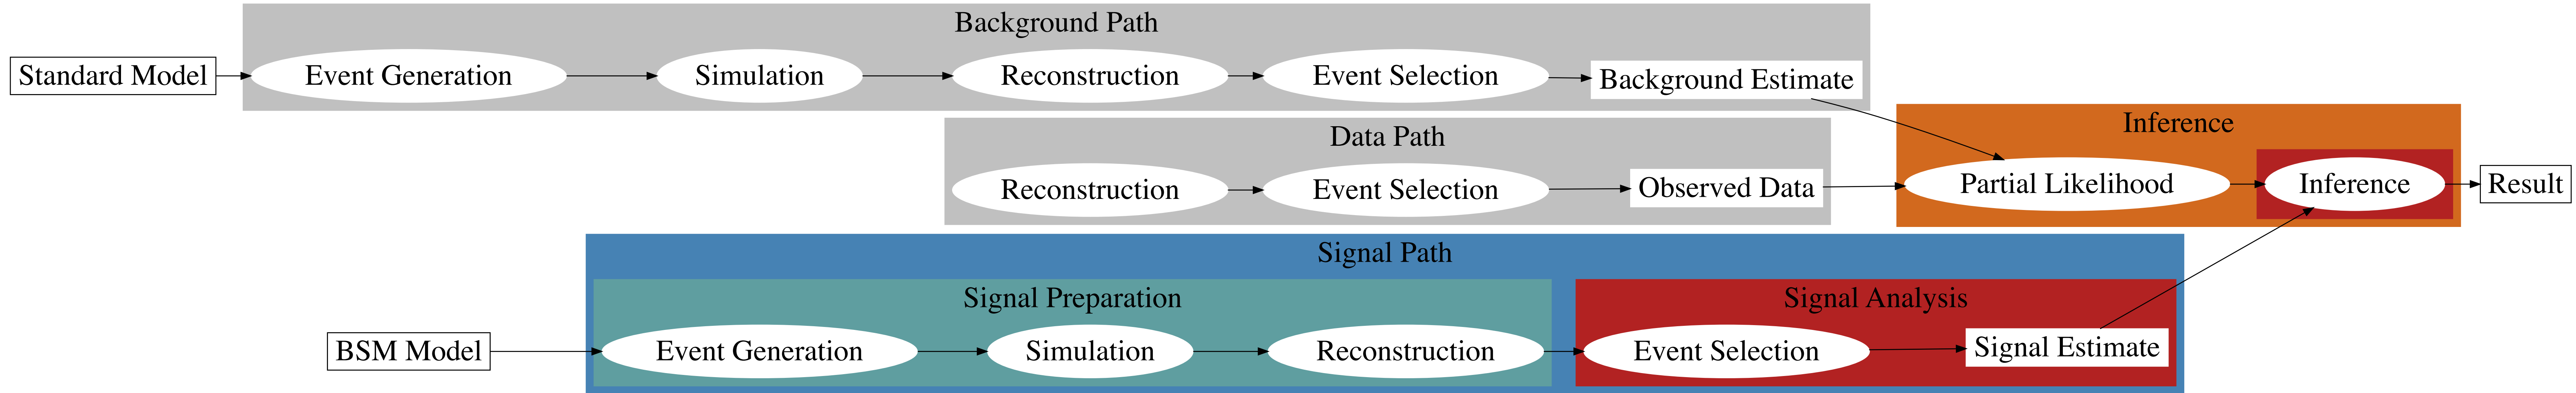 Background Path
Standard Model
Event Generation
Simulation
Reconstruction
Event Selection
Background Estimate
Data Path
Reconstruction
Event Selection
Observed Data
Inference
Partial Likelihood
Inference
Result
Signal Path
Signal Preparation
BSM Model
Event Generation
Simulation
Reconstruction
Signal Analysis
Event Selection
Signal Estimate